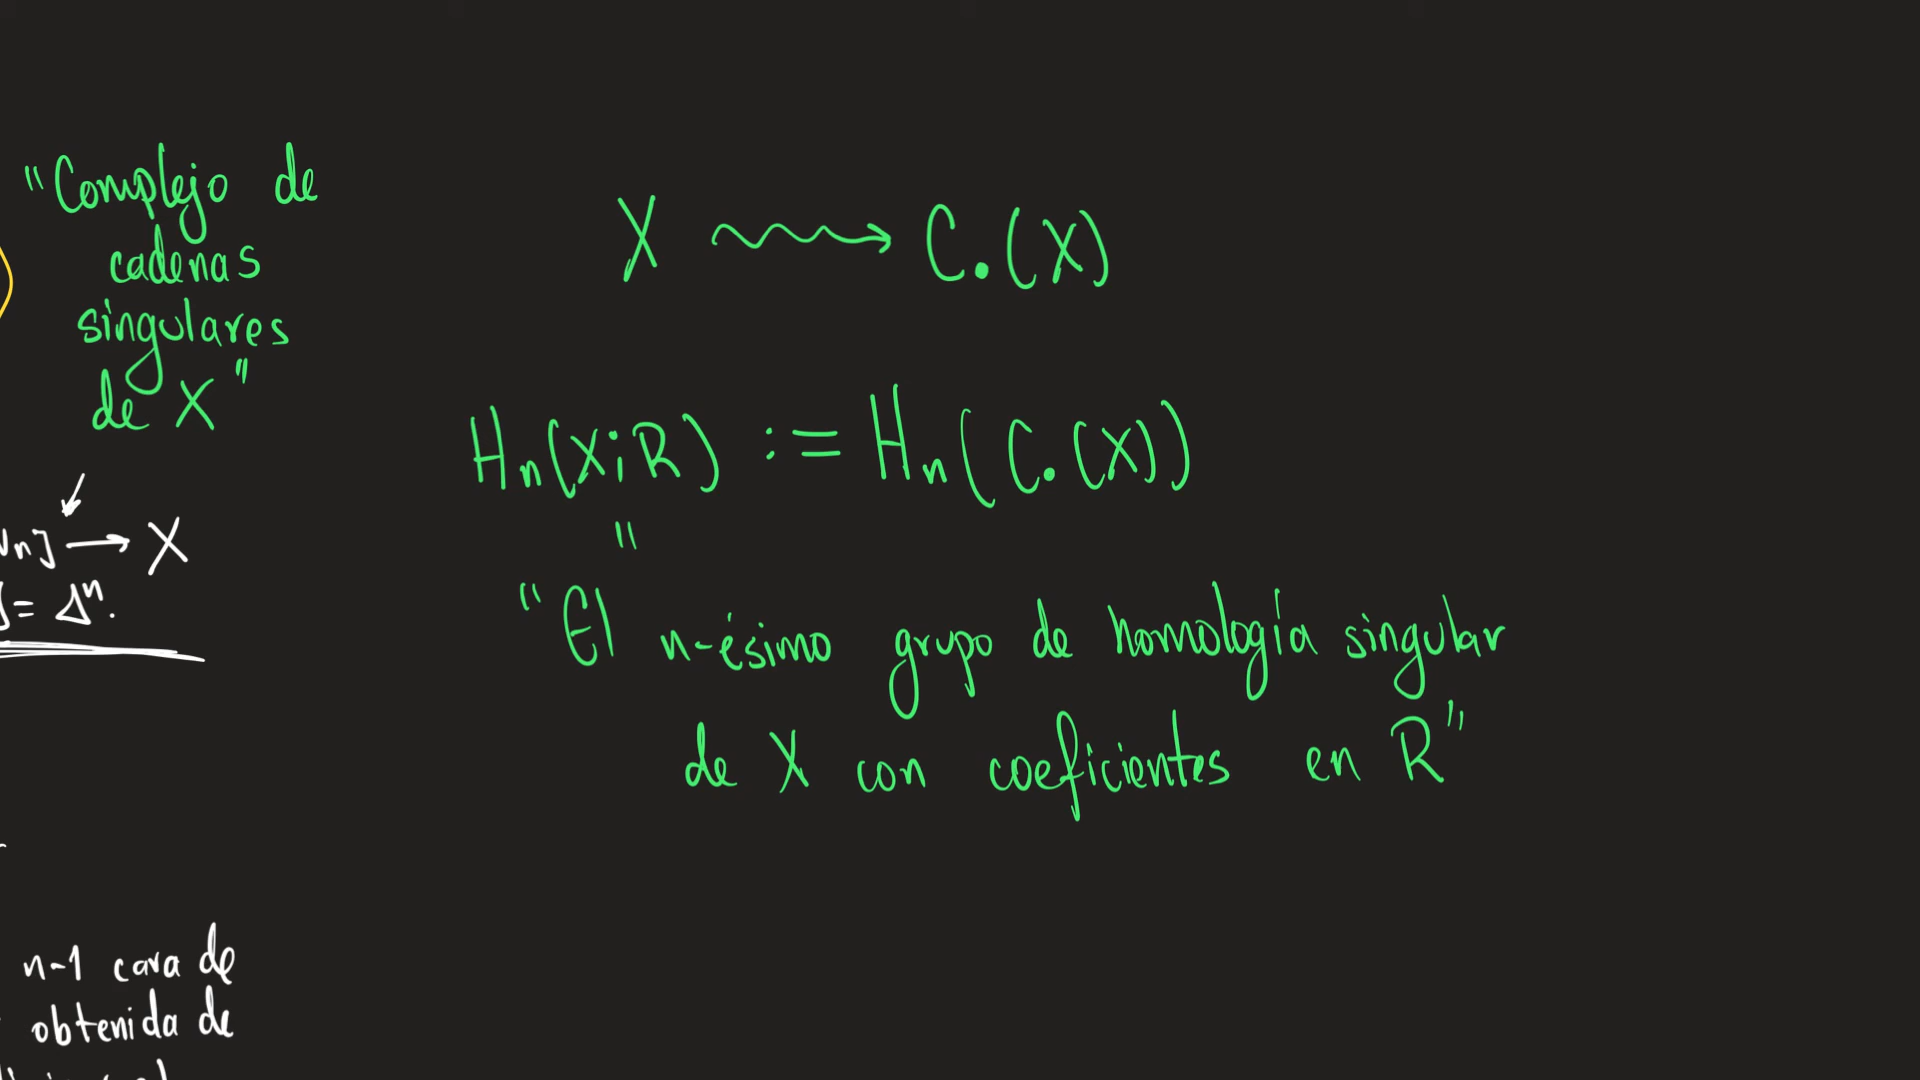 "Complejo de
cadenas
singulares
de X"
Vn] → X
] = Δⁿ.
n-1 cara de
obtenida de
X ⇝ C.(X)
Hn(X;R) := Hn(C.(X))
"
"El n-ésimo grupo de homología singular
de X con coeficientes en R"